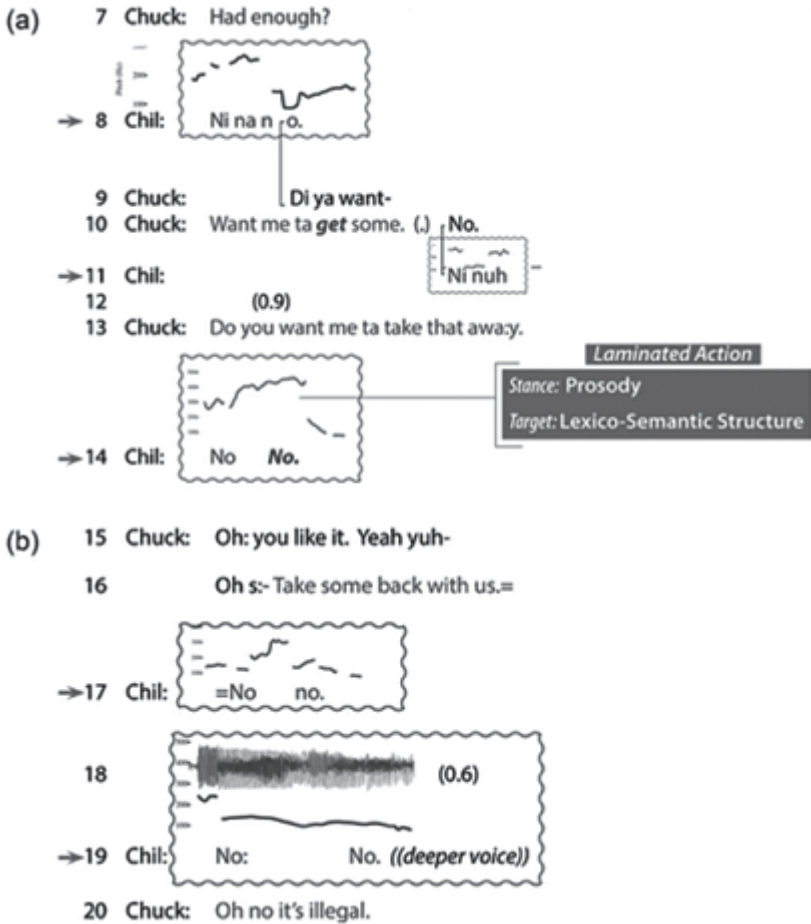 (a) 7 Chuck: Had enough?
→ 8 Chil: Ni na n o.
9 Chuck: Di ya want-
10 Chuck: Want me ta get some. (.) No.
→ 11 Chil: Ni nuh
12 (0.9)
13 Chuck: Do you want me ta take that awa:y.
Laminated Action
Stance: Prosody
Target: Lexico-Semantic Structure
→ 14 Chil: No No.
(b) 15 Chuck: Oh: you like it. Yeah yuh-
16 Oh s:- Take some back with us.=
→ 17 Chil: =No no.
18 (0.6)
→ 19 Chil: No: No. ((deeper voice))
20 Chuck: Oh no it's illegal.